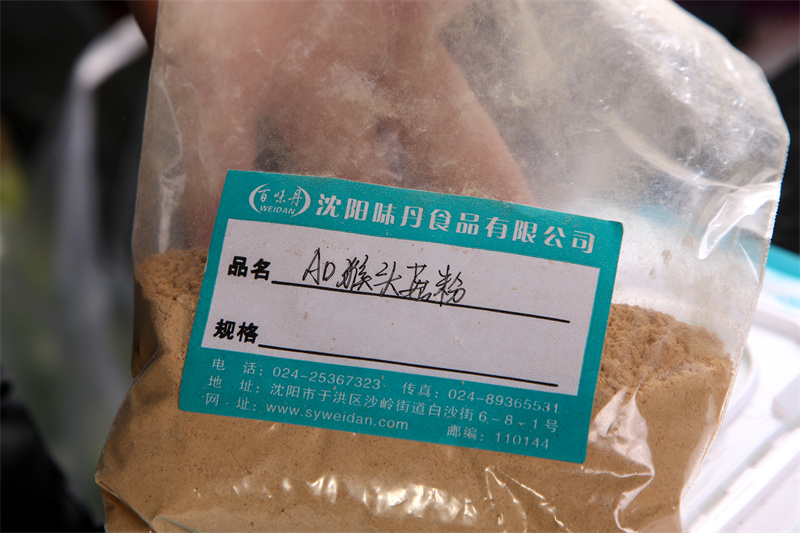 百味丹
WEIDAN
沈阳味丹食品有限公司
品名 AD猴头菇粉
规格
电 话：024-25367323 传真：024-89365531
地 址：沈阳市于洪区沙岭街道白沙街6-8-1号
网 址：www.syweidan.com 邮编：110144